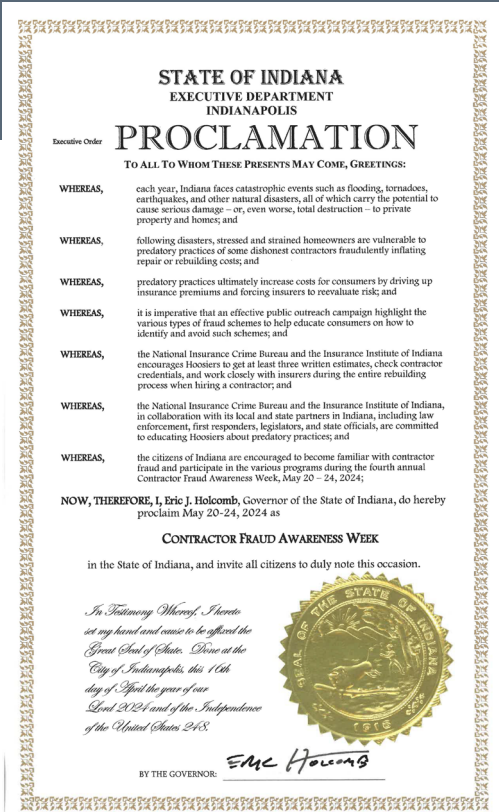 STATE OF INDIANA
EXECUTIVE DEPARTMENT
INDIANAPOLIS
Executive Order
PROCLAMATION
TO ALL TO WHOM THESE PRESENTS MAY COME, GREETINGS:
WHEREAS, each year, Indiana faces catastrophic events such as flooding, tornadoes,
earthquakes, and other natural disasters, all of which carry the potential to
cause serious damage – or, even worse, total destruction – to private
property and homes; and
WHEREAS, following disasters, stressed and strained homeowners are vulnerable to
predatory practices of some dishonest contractors fraudulently inflating
repair or rebuilding costs; and
WHEREAS, predatory practices ultimately increase costs for consumers by driving up
insurance premiums and forcing insurers to reevaluate risk; and
WHEREAS, it is imperative that an effective public outreach campaign highlight the
various types of fraud schemes to help educate consumers on how to
identify and avoid such schemes; and
WHEREAS, the National Insurance Crime Bureau and the Insurance Institute of Indiana
encourages Hoosiers to get at least three written estimates, check contractor
credentials, and work closely with insurers during the entire rebuilding
process when hiring a contractor; and
WHEREAS, the National Insurance Crime Bureau and the Insurance Institute of Indiana,
in collaboration with its local and state partners in Indiana, including law
enforcement, first responders, legislators, and state officials, are committed
to educating Hoosiers about predatory practices; and
WHEREAS, the citizens of Indiana are encouraged to become familiar with contractor
fraud and participate in the various programs during the fourth annual
Contractor Fraud Awareness Week, May 20 – 24, 2024;
NOW, THEREFORE, I, Eric J. Holcomb, Governor of the State of Indiana, do hereby
proclaim May 20-24, 2024 as
CONTRACTOR FRAUD AWARENESS WEEK
in the State of Indiana, and invite all citizens to duly note this occasion.
In Testimony Whereof, I hereto
set my hand and cause to be affixed the
Great Seal of State. Done at the
City of Indianapolis, this 16th
day of April the year of our
Lord 2024 and of the Independence
of the United States 248.
SEAL OF THE STATE OF INDIANA
1816
BY THE GOVERNOR: Eric Holcomb